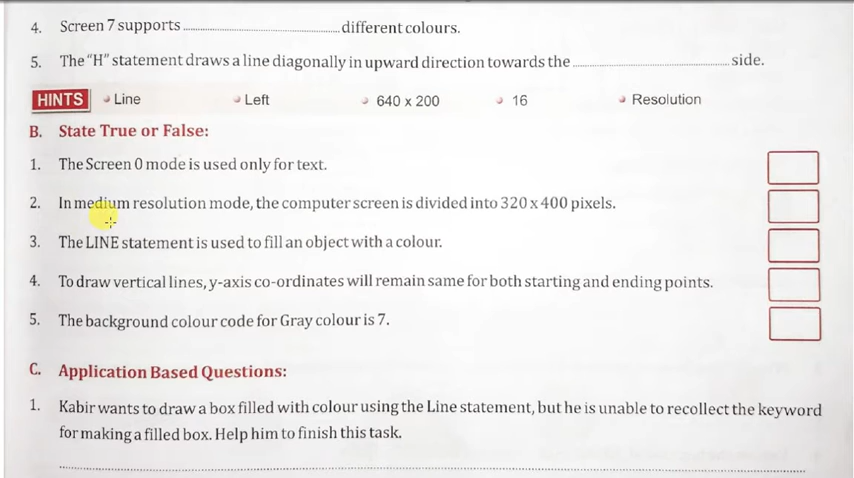 4. Screen 7 supports ........................................ different colours.
5. The "H" statement draws a line diagonally in upward direction towards the ........................................ side.
HINTS Line Left 640 x 200 16 Resolution
B. State True or False:
1. The Screen 0 mode is used only for text.
2. In medium resolution mode, the computer screen is divided into 320 x 400 pixels.
3. The LINE statement is used to fill an object with a colour.
4. To draw vertical lines, y-axis co-ordinates will remain same for both starting and ending points.
5. The background colour code for Gray colour is 7.
C. Application Based Questions:
1. Kabir wants to draw a box filled with colour using the Line statement, but he is unable to recollect the keyword
for making a filled box. Help him to finish this task.